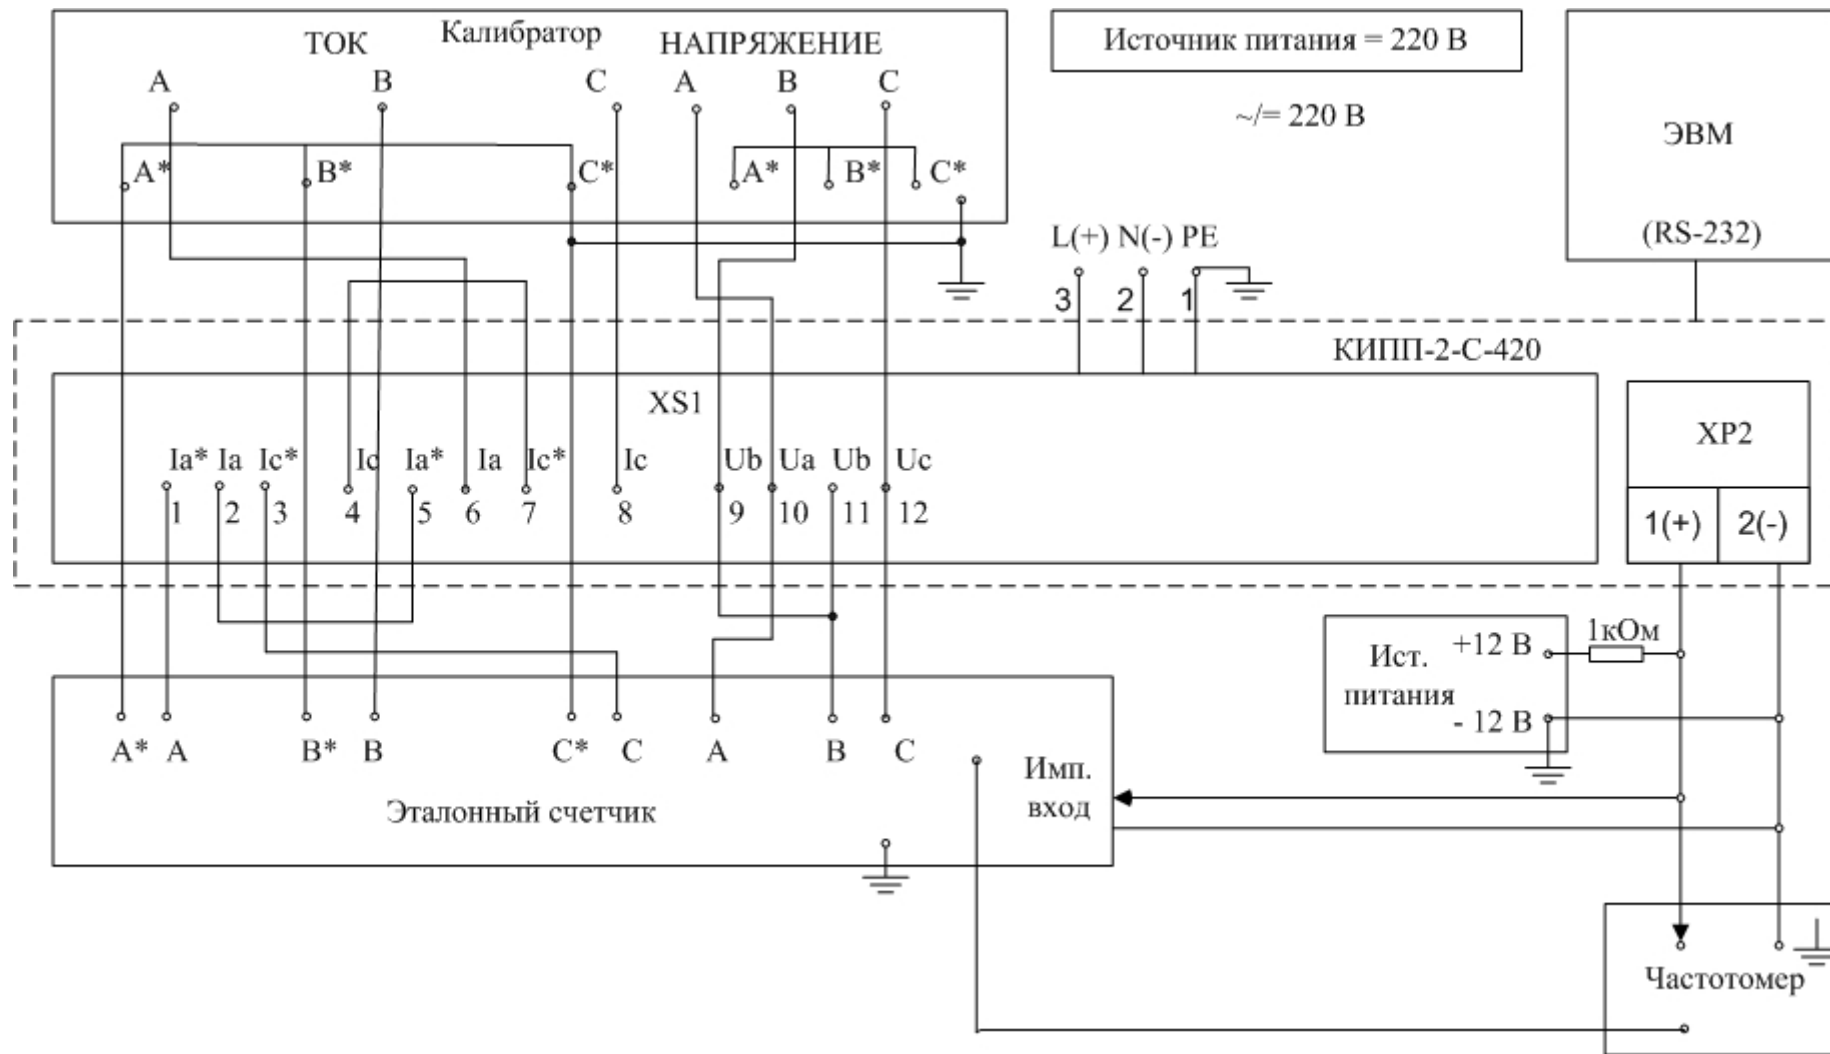 Калибратор
ТОК НАПРЯЖЕНИЕ
A B C A B C
A* B* C* A* B* C*
Источник питания = 220 В
~/= 220 В
ЭВМ
(RS-232)
L(+) N(-) PE
3 2 1
КИПП-2-С-420
XS1
Ia* Ia Ic* Ic Ia* Ia Ic* Ic Ub Ua Ub Uc
1 2 3 4 5 6 7 8 9 10 11 12
XP2
1(+) 2(-)
Ист.
питания
+12 В
- 12 В
1кОм
A* A B* B C* C A B C
Эталонный счетчик
Имп.
вход
Частотомер